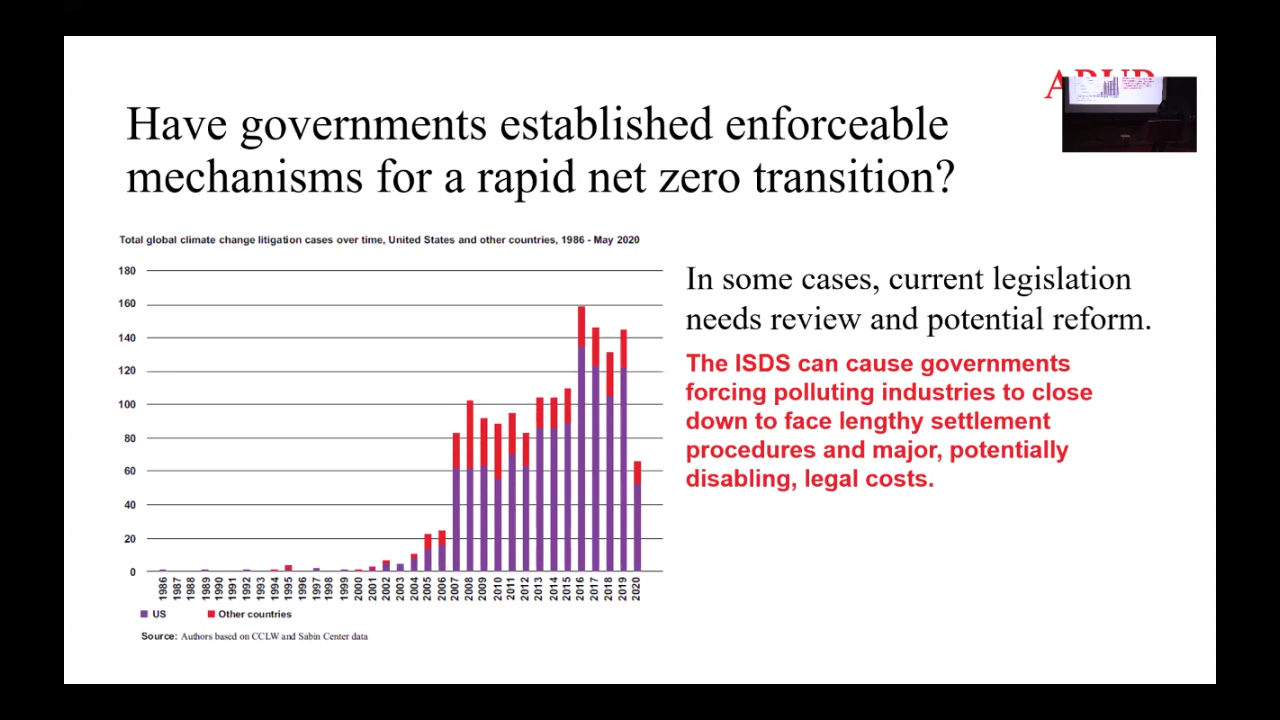 Have governments established enforceable
mechanisms for a rapid net zero transition?
Total global climate change litigation cases over time, United States and other countries, 1986 - May 2020
180
160
140
120
100
80
60
40
20
0
1986 1987 1988 1989 1990 1991 1992 1993 1994 1995 1996 1997 1998 1999 2000 2001 2002 2003 2004 2005 2006 2007 2008 2009 2010 2011 2012 2013 2014 2015 2016 2017 2018 2019 2020
US Other countries
Source: Authors based on CCLW and Sabin Center data
In some cases, current legislation
needs review and potential reform.
The ISDS can cause governments
forcing polluting industries to close
down to face lengthy settlement
procedures and major, potentially
disabling, legal costs.